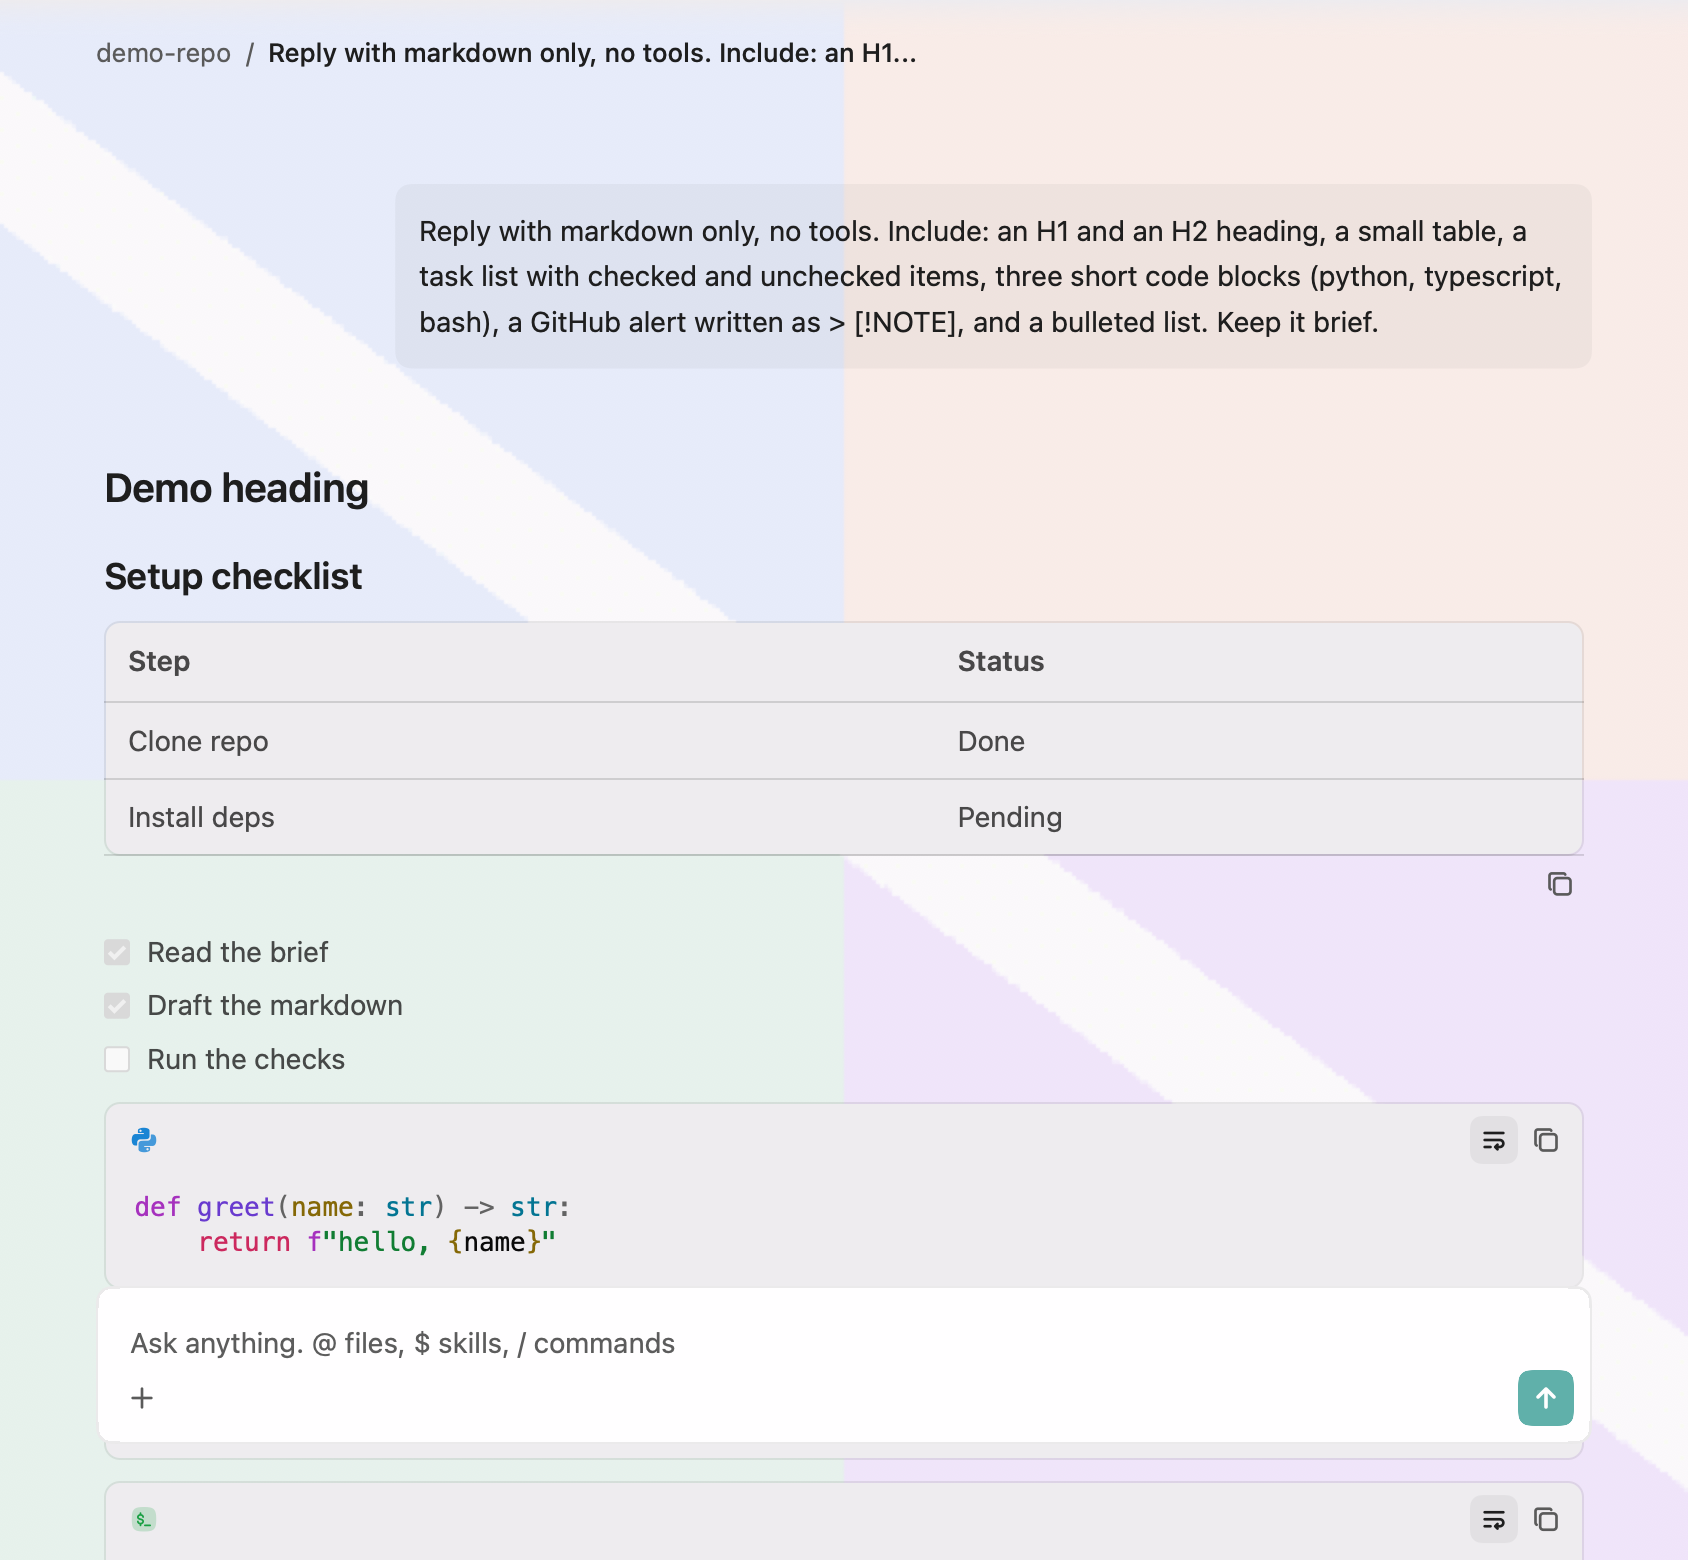 demo-repo / Reply with markdown only, no tools. Include: an H1...
Reply with markdown only, no tools. Include: an H1 and an H2 heading, a small table, a
task list with checked and unchecked items, three short code blocks (python, typescript,
bash), a GitHub alert written as > [!NOTE], and a bulleted list. Keep it brief.
Demo heading
Setup checklist
Step Status
Clone repo Done
Install deps Pending
Read the brief
Draft the markdown
Run the checks
def greet(name: str) -> str:
    return f"hello, {name}"
Ask anything. @ files, $ skills, / commands
$_